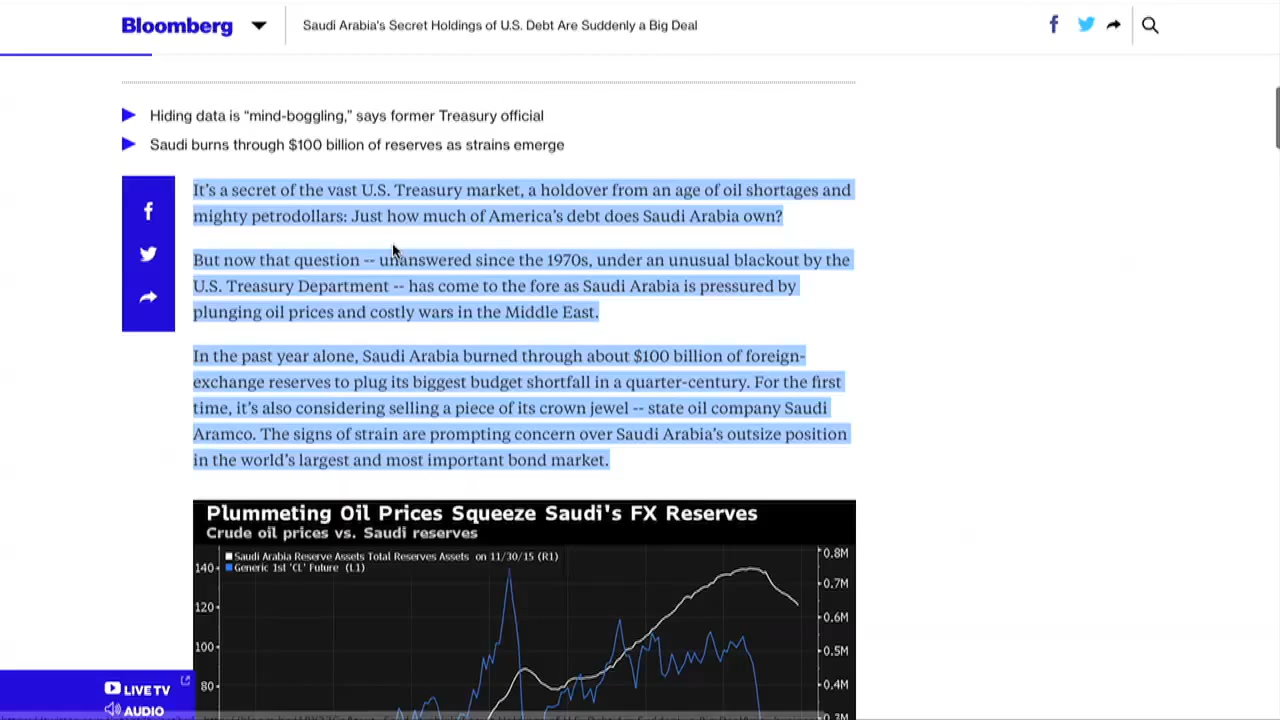 Bloomberg
Saudi Arabia's Secret Holdings of U.S. Debt Are Suddenly a Big Deal
Hiding data is “mind-boggling,” says former Treasury official
Saudi burns through $100 billion of reserves as strains emerge
It’s a secret of the vast U.S. Treasury market, a holdover from an age of oil shortages and
mighty petrodollars: Just how much of America’s debt does Saudi Arabia own?
But now that question -- unanswered since the 1970s, under an unusual blackout by the
U.S. Treasury Department -- has come to the fore as Saudi Arabia is pressured by
plunging oil prices and costly wars in the Middle East.
In the past year alone, Saudi Arabia burned through about $100 billion of foreign-
exchange reserves to plug its biggest budget shortfall in a quarter-century. For the first
time, it’s also considering selling a piece of its crown jewel -- state oil company Saudi
Aramco. The signs of strain are prompting concern over Saudi Arabia’s outsize position
in the world’s largest and most important bond market.
Plummeting Oil Prices Squeeze Saudi's FX Reserves
Crude oil prices vs. Saudi reserves
Saudi Arabia Reserve Assets Total Reserves Assets on 11/30/15 (R1)
Generic 1st 'CL' Future (L1)
140
120
100
80
0.8M
0.7M
0.6M
0.5M
0.4M
0.3M
LIVE TV
AUDIO